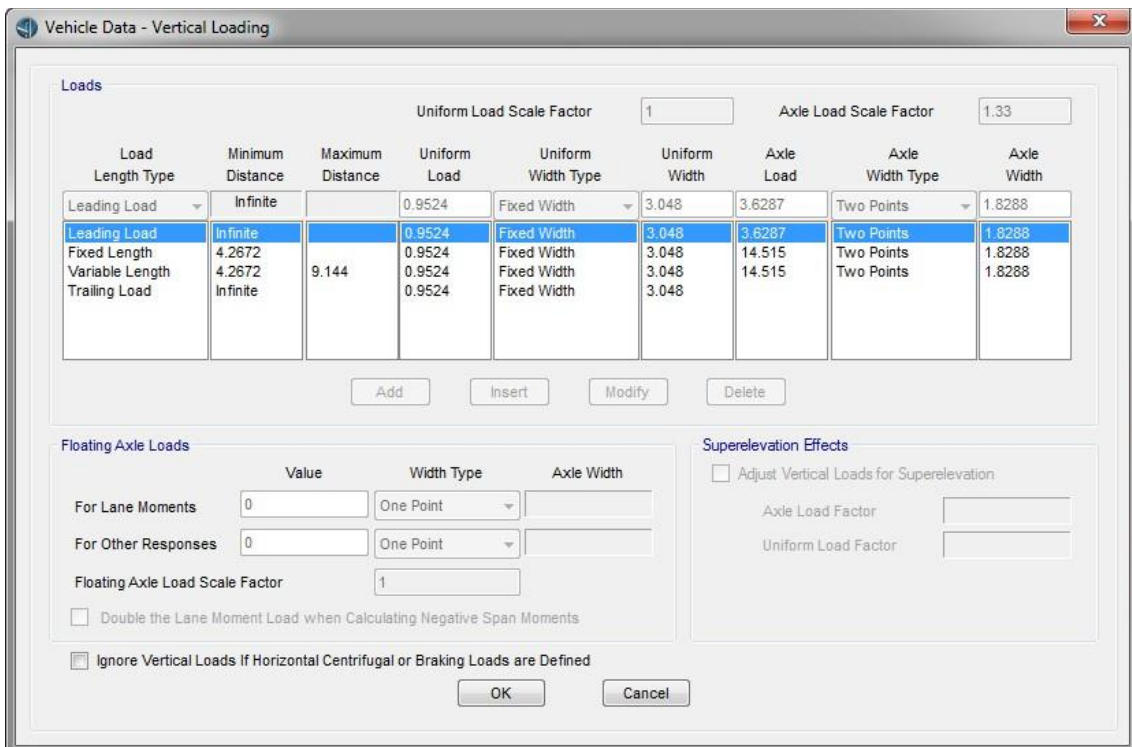 Vehicle Data - Vertical Loading
Loads
Uniform Load Scale Factor 1 Axle Load Scale Factor 1.33
Load Minimum Maximum Uniform Uniform Uniform Axle Axle Axle
Length Type Distance Distance Load Width Type Width Load Width Type Width
Leading Load Infinite 0.9524 Fixed Width 3.048 3.6287 Two Points 1.8288
Leading Load Infinite 0.9524 Fixed Width 3.048 3.6287 Two Points 1.8288
Fixed Length 4.2672 0.9524 Fixed Width 3.048 14.515 Two Points 1.8288
Variable Length 4.2672 9.144 0.9524 Fixed Width 3.048 14.515 Two Points 1.8288
Trailing Load Infinite 0.9524 Fixed Width 3.048
Add Insert Modify Delete
Floating Axle Loads
Value Width Type Axle Width
For Lane Moments 0 One Point
For Other Responses 0 One Point
Floating Axle Load Scale Factor 1
Double the Lane Moment Load when Calculating Negative Span Moments
Superelevation Effects
Adjust Vertical Loads for Superelevation
Axle Load Factor
Uniform Load Factor
Ignore Vertical Loads If Horizontal Centrifugal or Braking Loads are Defined
OK Cancel